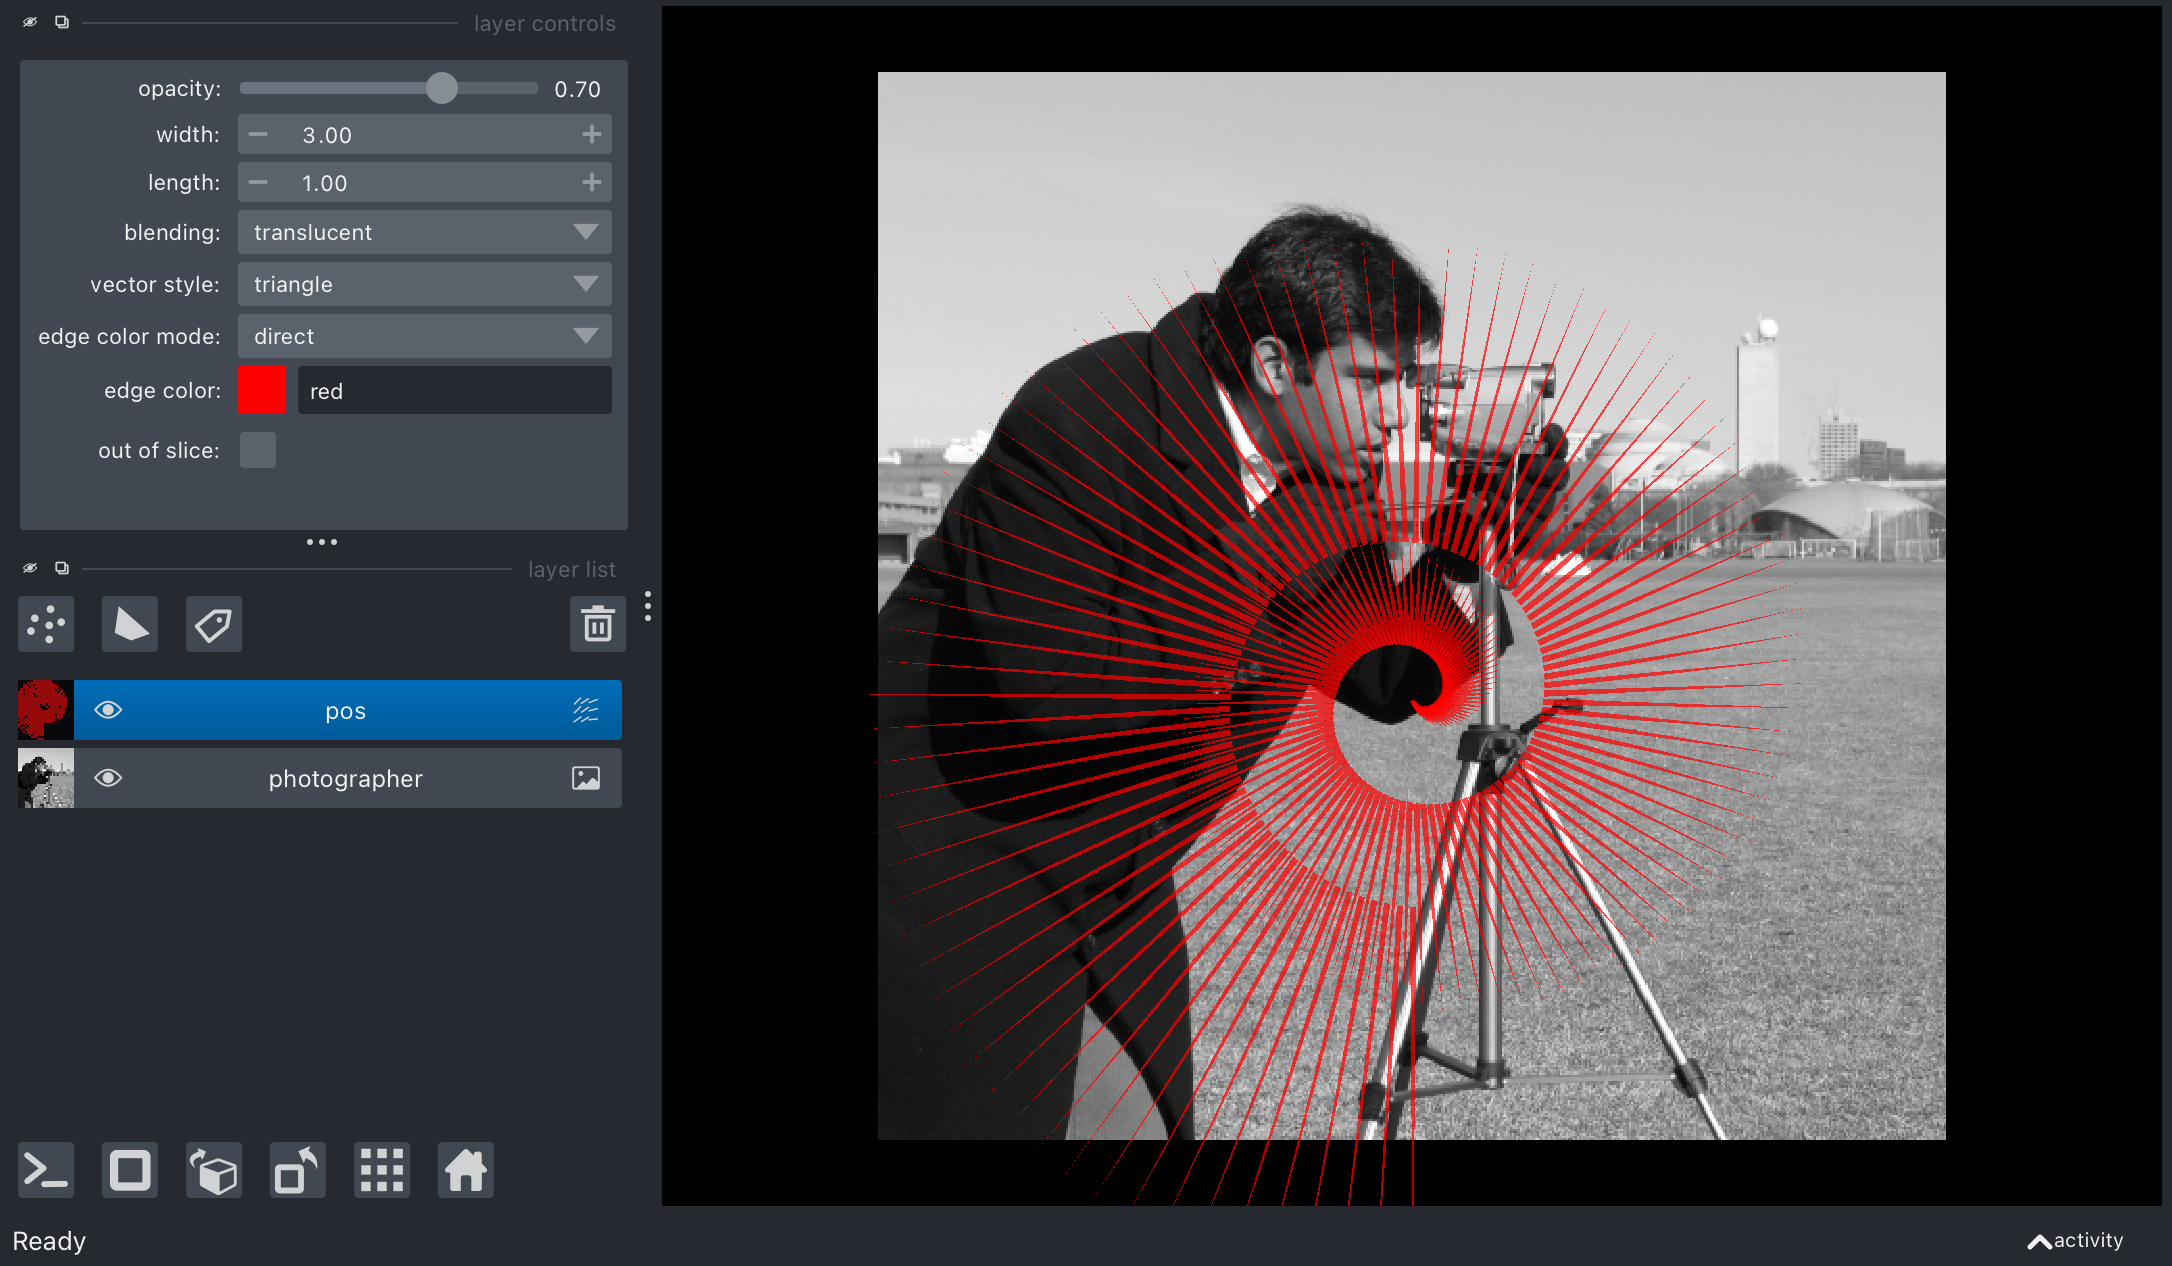 layer controls
opacity: 0.70
width: 3.00
length: 1.00
blending: translucent
vector style: triangle
edge color mode: direct
edge color: red
out of slice:
layer list
pos
photographer
Ready
activity